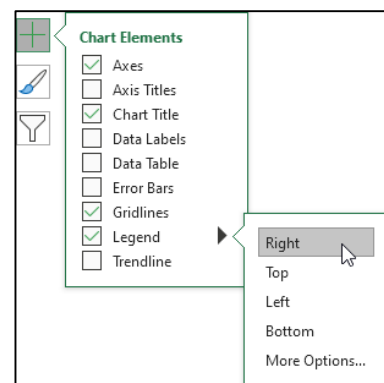 Chart Elements
Axes
Axis Titles
Chart Title
Data Labels
Data Table
Error Bars
Gridlines
Legend
Trendline
Right
Top
Left
Bottom
More Options...